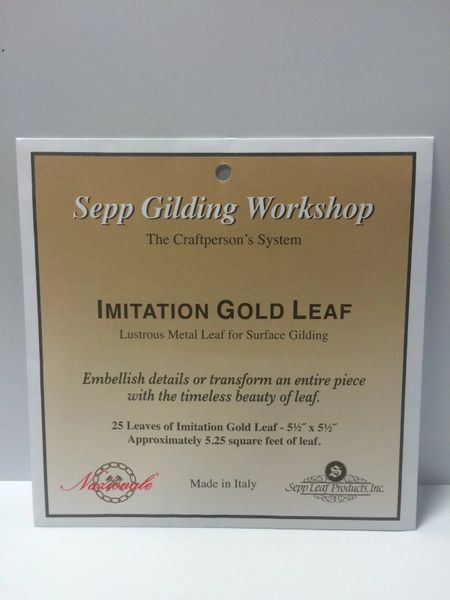 Sepp Gilding Workshop
The Craftperson's System
IMITATION GOLD LEAF
Lustrous Metal Leaf for Surface Gilding
Embellish details or transform an entire piece
with the timeless beauty of leaf.
25 Leaves of Imitation Gold Leaf - 5½″ x 5½″
Approximately 5.25 square feet of leaf.
Nazionale
Made in Italy
S
Sepp Leaf Products, Inc.